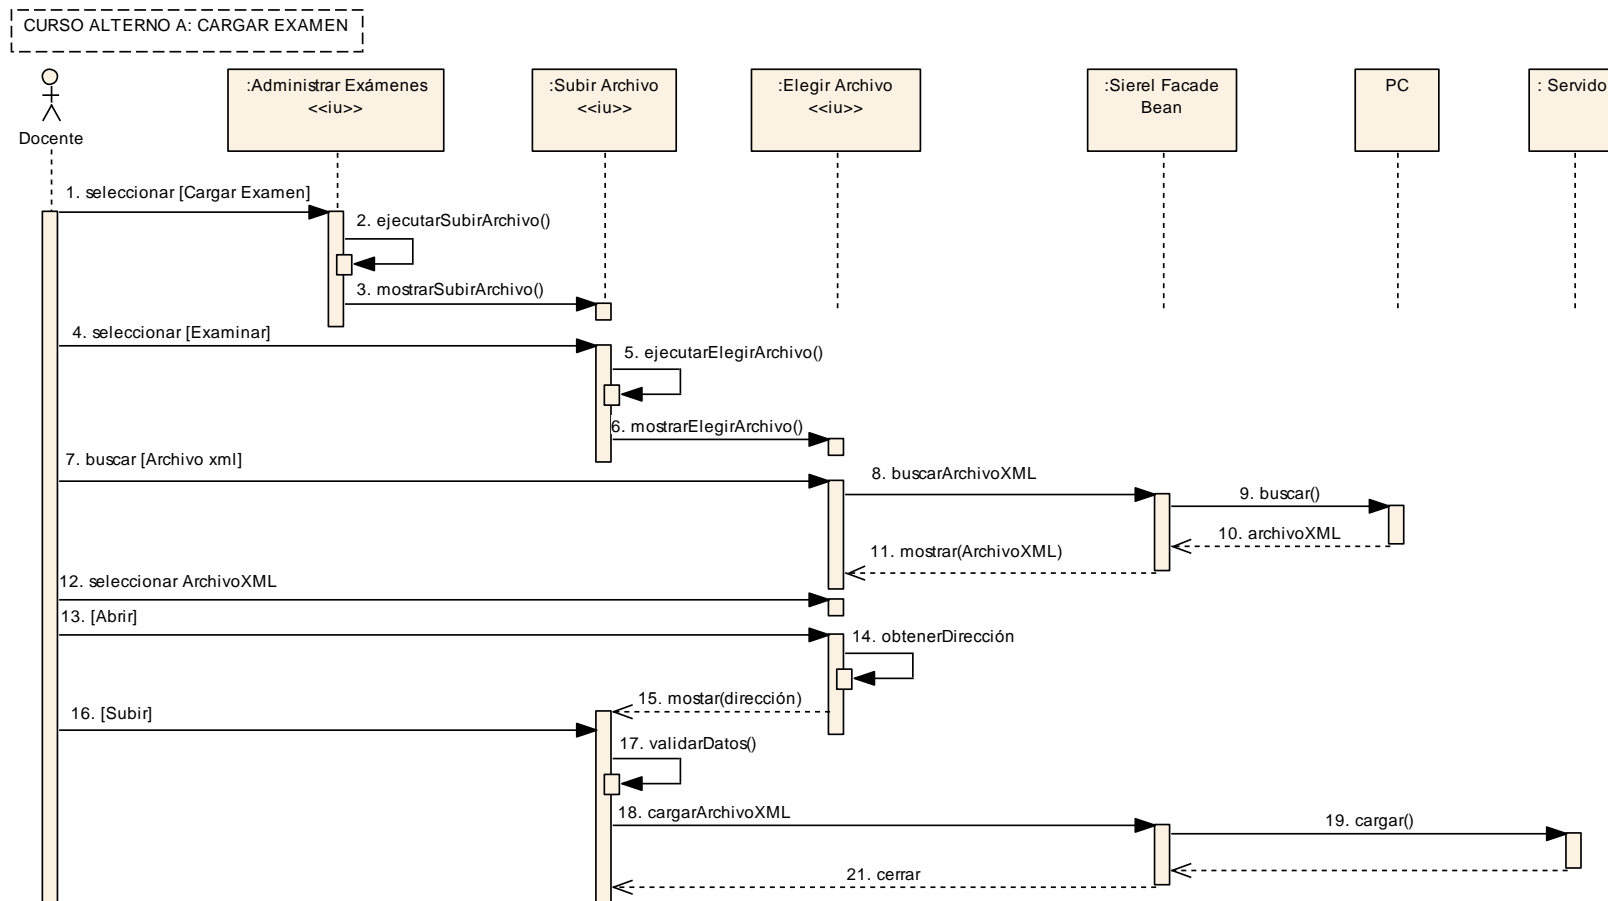 CURSO ALTERNO A: CARGAR EXAMEN
Docente
:Administrar Exámenes
<<iu>>
:Subir Archivo
<<iu>>
:Elegir Archivo
<<iu>>
:Sierel Facade
Bean
PC
: Servido
1. seleccionar [Cargar Examen]
2. ejecutarSubirArchivo()
3. mostrarSubirArchivo()
4. seleccionar [Examinar]
5. ejecutarElegirArchivo()
6. mostrarElegirArchivo()
7. buscar [Archivo xml]
8. buscarArchivoXML
9. buscar()
10. archivoXML
11. mostrar(ArchivoXML)
12. seleccionar ArchivoXML
13. [Abrir]
14. obtenerDirección
15. mostar(dirección)
16. [Subir]
17. validarDatos()
18. cargarArchivoXML
19. cargar()
21. cerrar